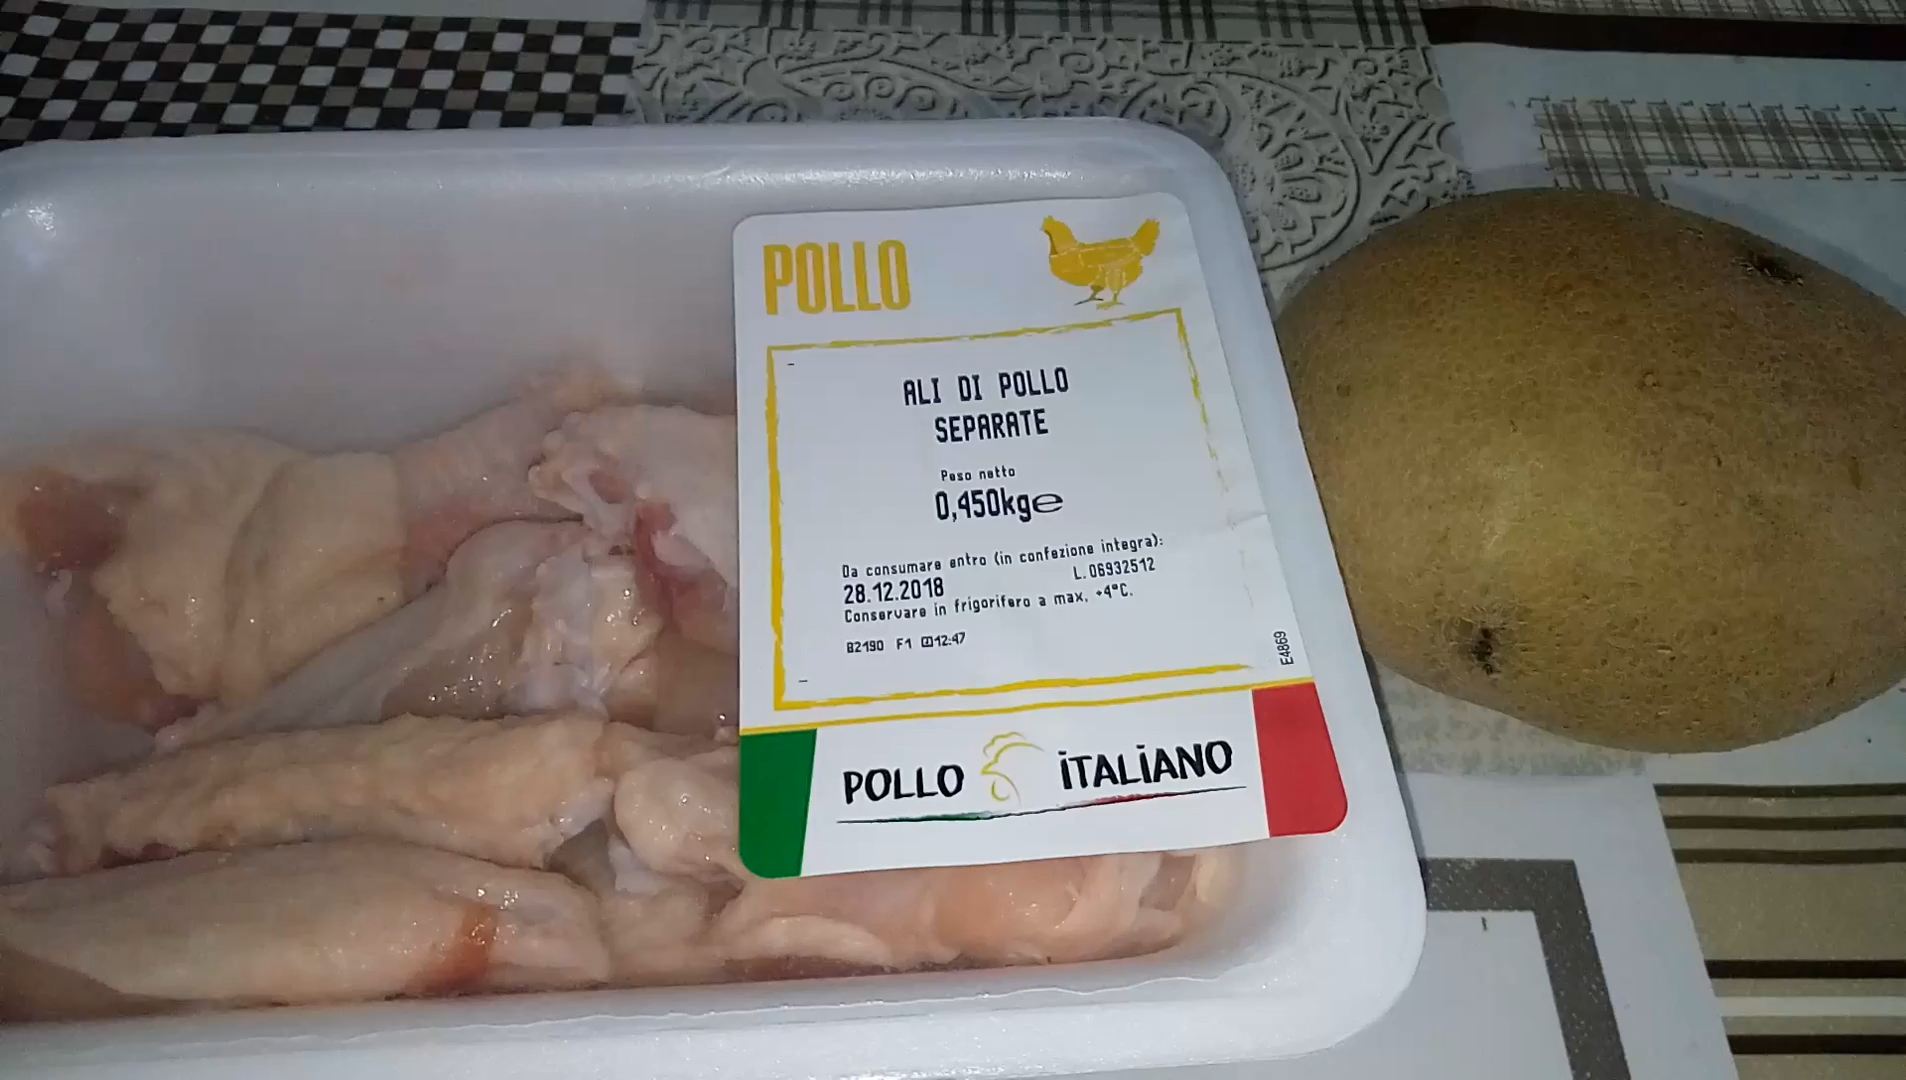 POLLO
ALI DI POLLO
SEPARATE
Peso netto
0,450kg℮
Da consumare entro (in confezione integra):
28.12.2018 L.06932512
Conservare in frigorifero a max. +4°C.
B2190 F1 12:47
E4869
POLLO ITALIANO